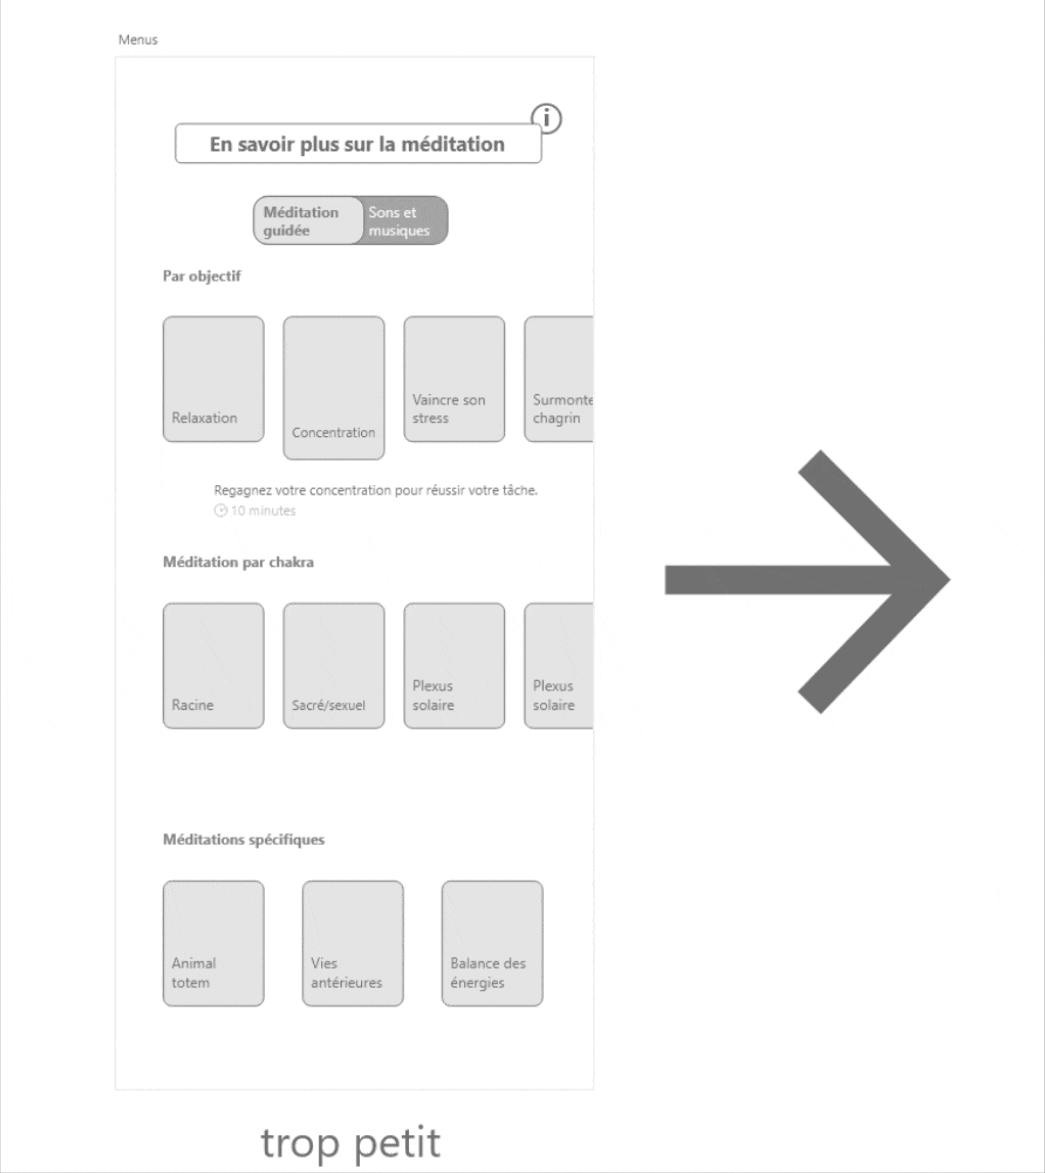 Menus
i
En savoir plus sur la méditation
Méditation
guidée
Sons et
musiques
Par objectif
Relaxation
Concentration
Vaincre son
stress
Surmonte
chagrin
Regagnez votre concentration pour réussir votre tâche.
10 minutes
Méditation par chakra
Racine
Sacré/sexuel
Plexus
solaire
Plexus
solaire
Méditations spécifiques
Animal
totem
Vies
antérieures
Balance des
énergies
trop petit